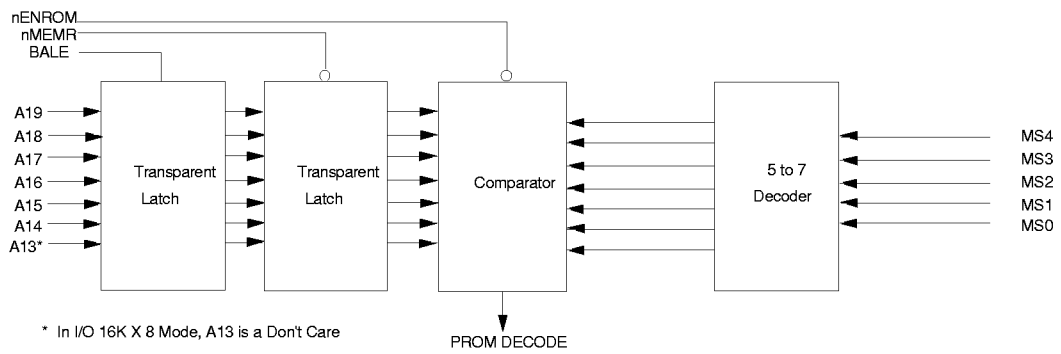 nENROM
nMEMR
BALE
A19
A18
A17
A16
A15
A14
A13*
Transparent
Latch
Transparent
Latch
Comparator
5 to 7
Decoder
MS4
MS3
MS2
MS1
MS0
* In I/O 16K X 8 Mode, A13 is a Don't Care
PROM DECODE